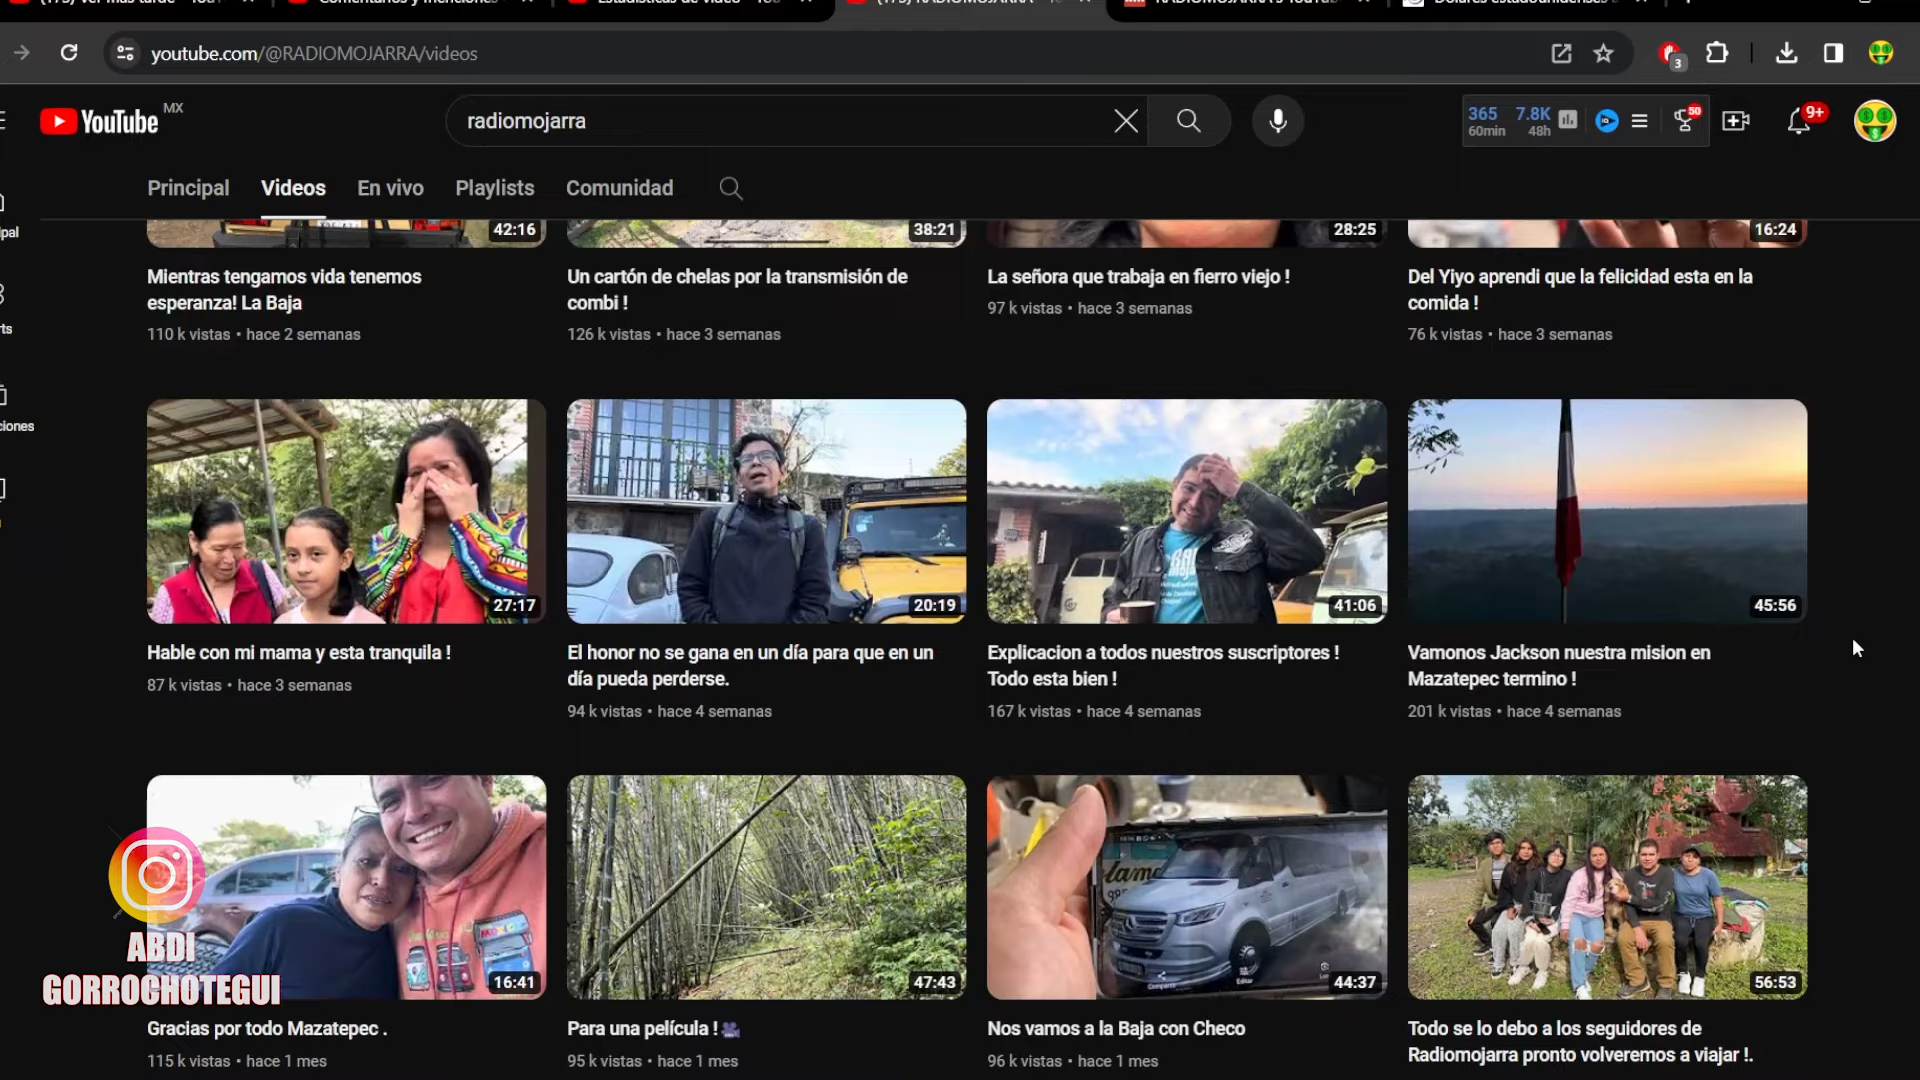 youtube.com/@RADIOMOJARRA/videos
3
YouTube MX
radiomojarra
365 7.8K
60min 48h
50
9+
Principal Videos En vivo Playlists Comunidad
42:16 38:21 28:25 16:24
Mientras tengamos vida tenemos
esperanza! La Baja
110 k vistas • hace 2 semanas
Un cartón de chelas por la transmisión de
combi !
126 k vistas • hace 3 semanas
La señora que trabaja en fierro viejo !
97 k vistas • hace 3 semanas
Del Yiyo aprendi que la felicidad esta en la
comida !
76 k vistas • hace 3 semanas
27:17 20:19 41:06 45:56
Hable con mi mama y esta tranquila !
87 k vistas • hace 3 semanas
El honor no se gana en un día para que en un
día pueda perderse.
94 k vistas • hace 4 semanas
Explicacion a todos nuestros suscriptores !
Todo esta bien !
167 k vistas • hace 4 semanas
Vamonos Jackson nuestra mision en
Mazatepec termino !
201 k vistas • hace 4 semanas
ABDI
GORROCHOTEGUI
16:41 47:43 44:37 56:53
Gracias por todo Mazatepec .
115 k vistas • hace 1 mes
Para una película !
95 k vistas • hace 1 mes
Nos vamos a la Baja con Checo
96 k vistas • hace 1 mes
Todo se lo debo a los seguidores de
Radiomojarra pronto volveremos a viajar !.